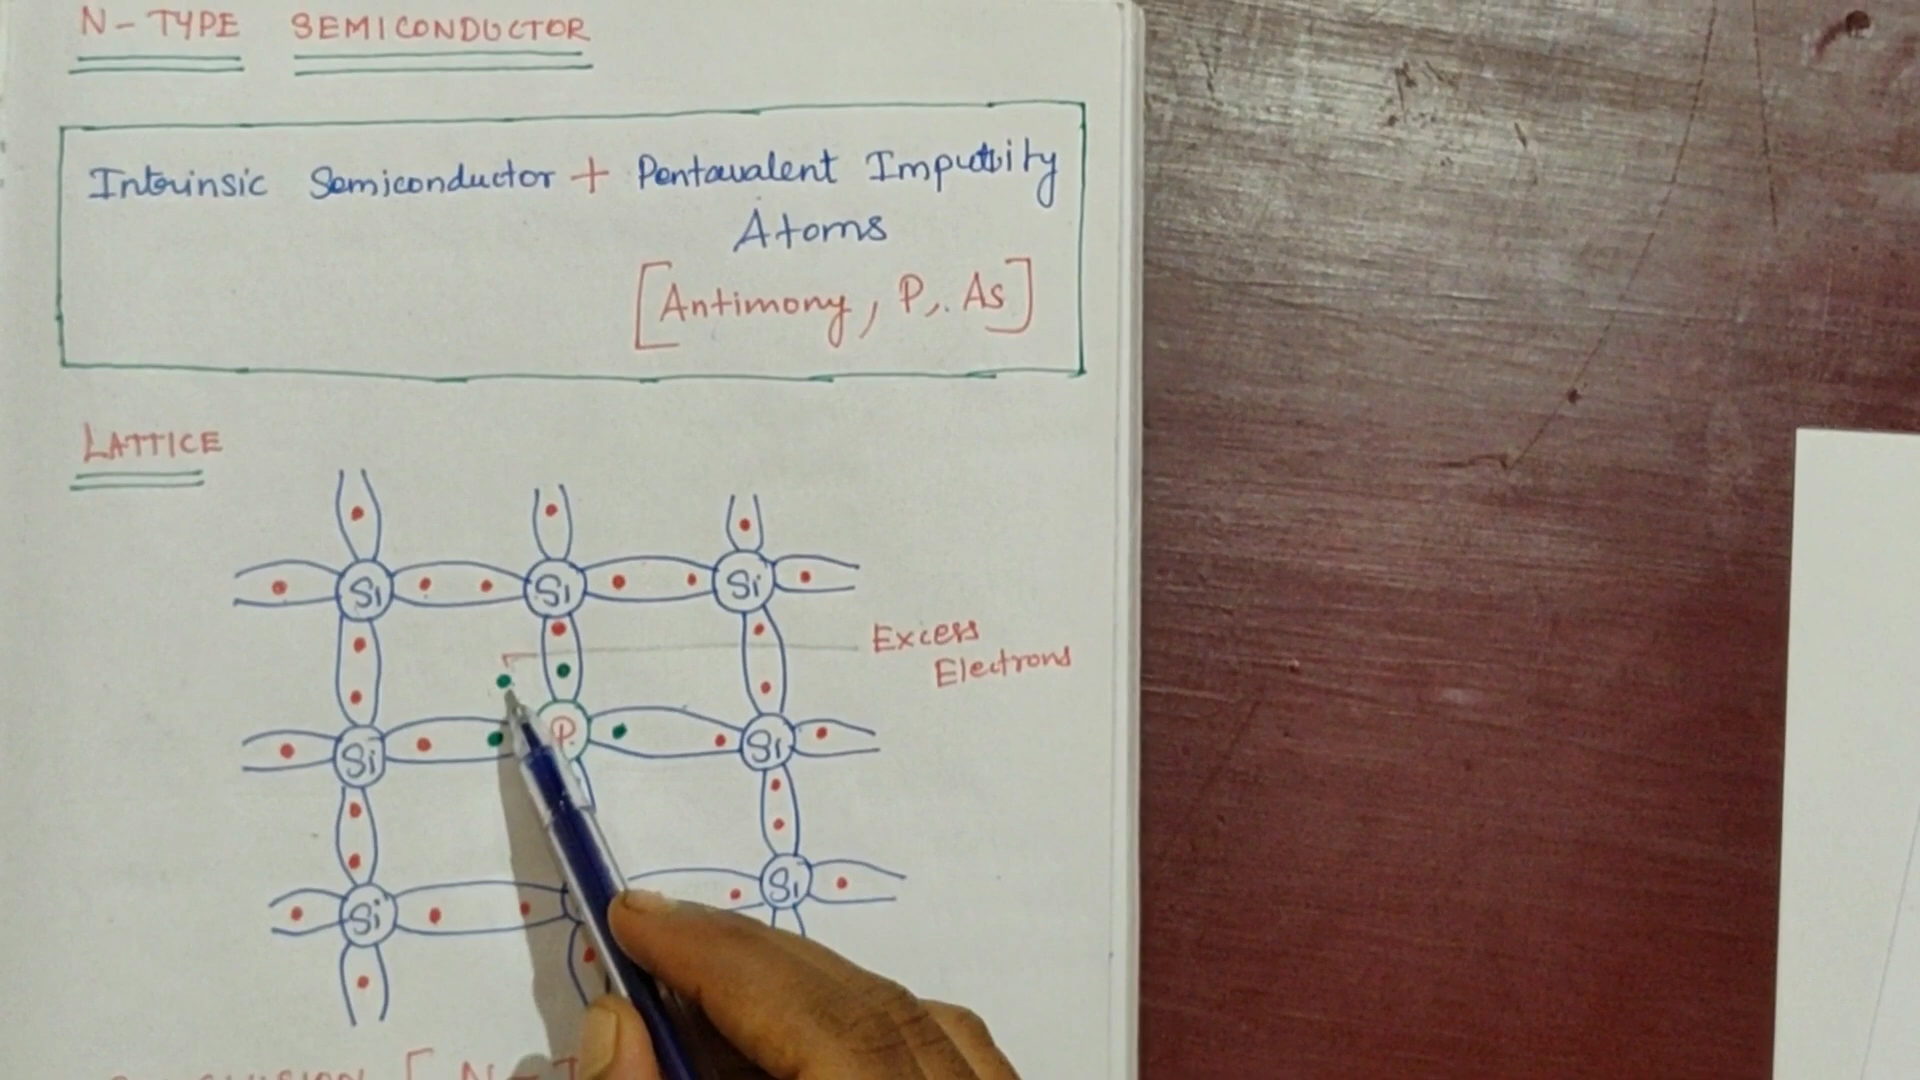 N-TYPE SEMICONDUCTOR
Intrinsic Semiconductor + Pentavalent Impurity
Atoms
[Antimony, P, As]
LATTICE
Si Si Si
Excess
Electrons
Si P Si
Si Si
[ N-T